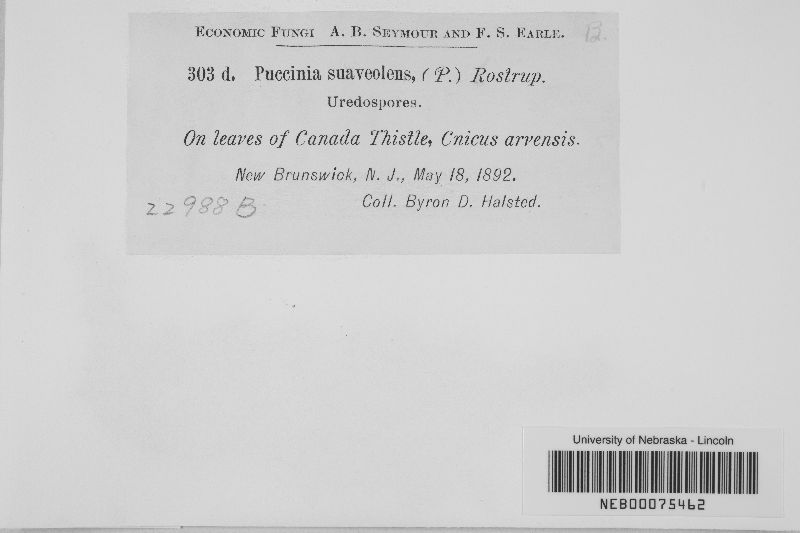 Economic Fungi A. B. Seymour and F. S. Earle. B.
303 d. Puccinia suaveolens, (P.) Rostrup.
Uredospores.
On leaves of Canada Thistle, Cnicus arvensis.
New Brunswick, N. J., May 18, 1892.
Coll. Byron D. Halsted.
22988 B
University of Nebraska - Lincoln
NEB00075462